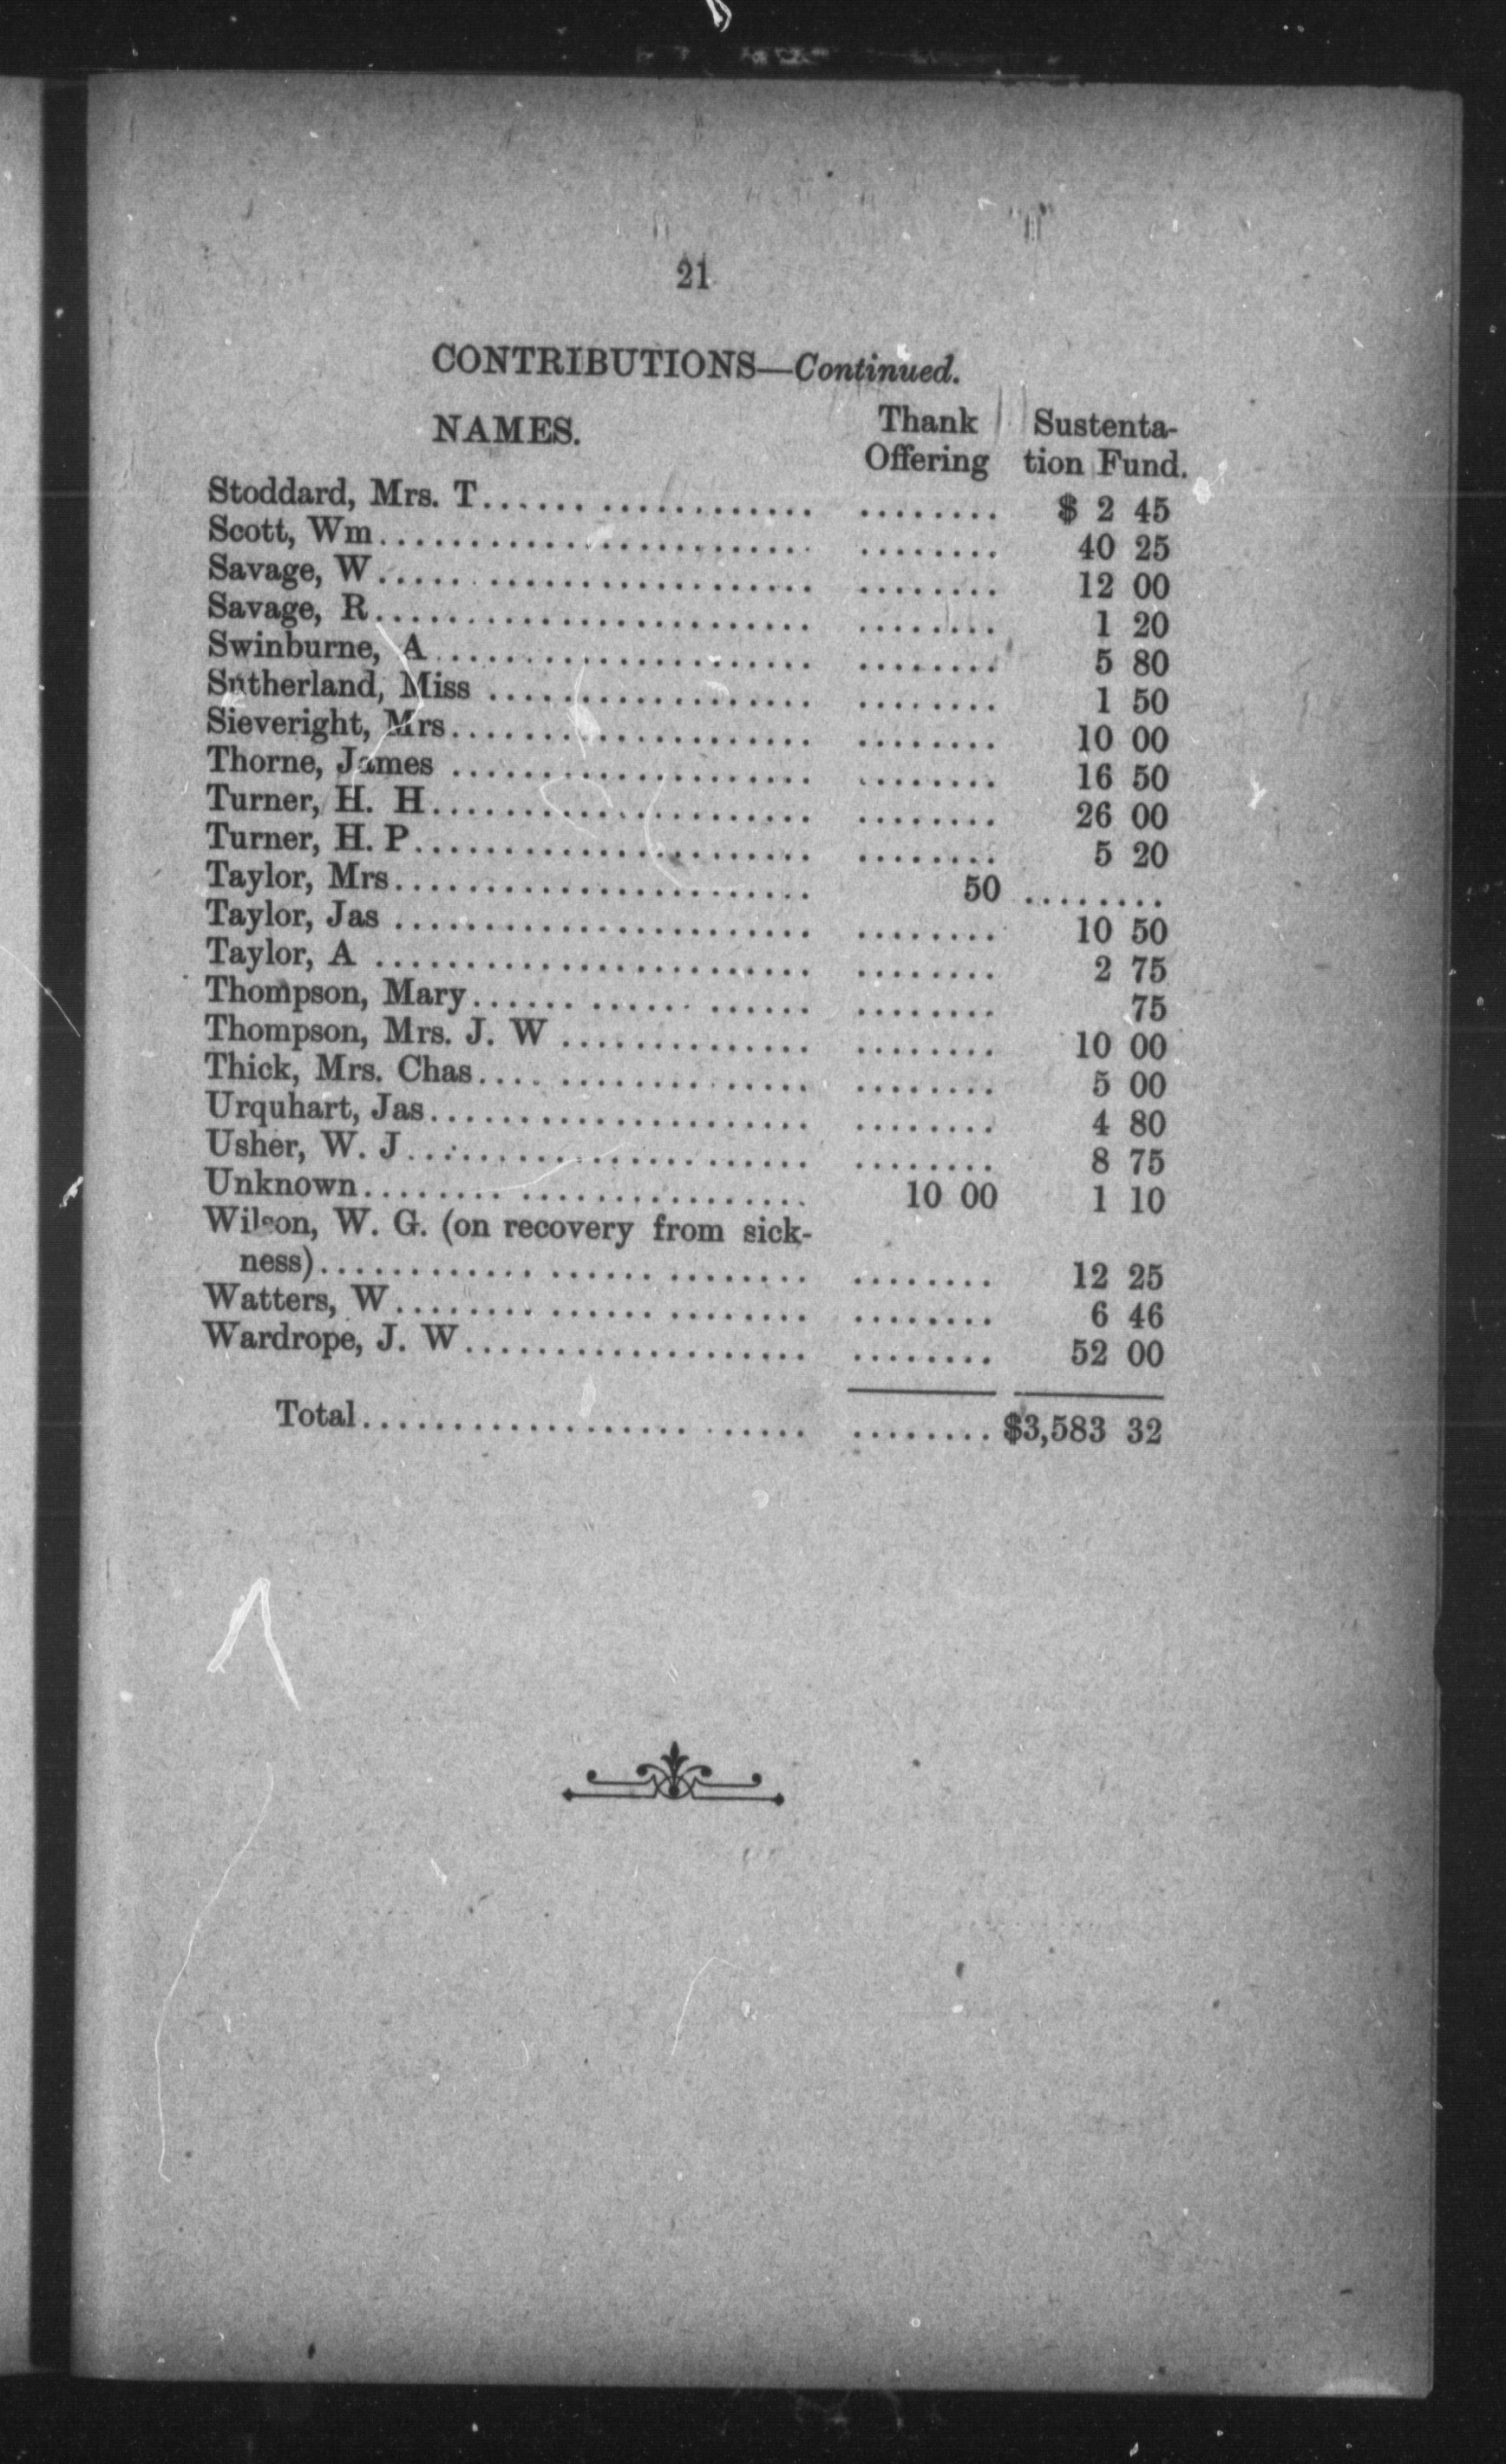 21
CONTRIBUTIONS—Continued.
NAMES. Thank Offering Sustenta-tion Fund.
Stoddard, Mrs. T. ........ $ 2 45
Scott, Wm. ........ 40 25
Savage, W. ........ 12 00
Savage, R. ........ 1 20
Swinburne, A. ........ 5 80
Sutherland, Miss ........ 1 50
Sieveright, Mrs. ........ 10 00
Thorne, James ........ 16 50
Turner, H. H. ........ 26 00
Turner, H. P. ........ 5 20
Taylor, Mrs. ........ 50 ........
Taylor, Jas ........ 10 50
Taylor, A ........ 2 75
Thompson, Mary ........ 75
Thompson, Mrs. J. W ........ 10 00
Thick, Mrs. Chas. ........ 5 00
Urquhart, Jas. ........ 4 80
Usher, W. J. ........ 8 75
Unknown ........ 10 00 1 10
Wilson, W. G. (on recovery from sick-
ness) ........ 12 25
Watters, W. ........ 6 46
Wardrope, J. W. ........ 52 00
Total ........ $3,583 32